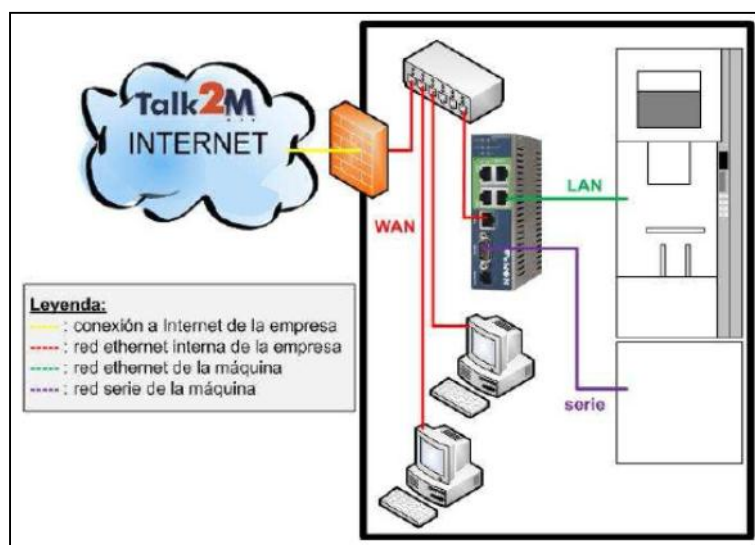 Talk2M
INTERNET
WAN
LAN
serie
Leyenda:
: conexión a Internet de la empresa
: red ethernet interna de la empresa
: red ethernet de la máquina
: red serie de la máquina